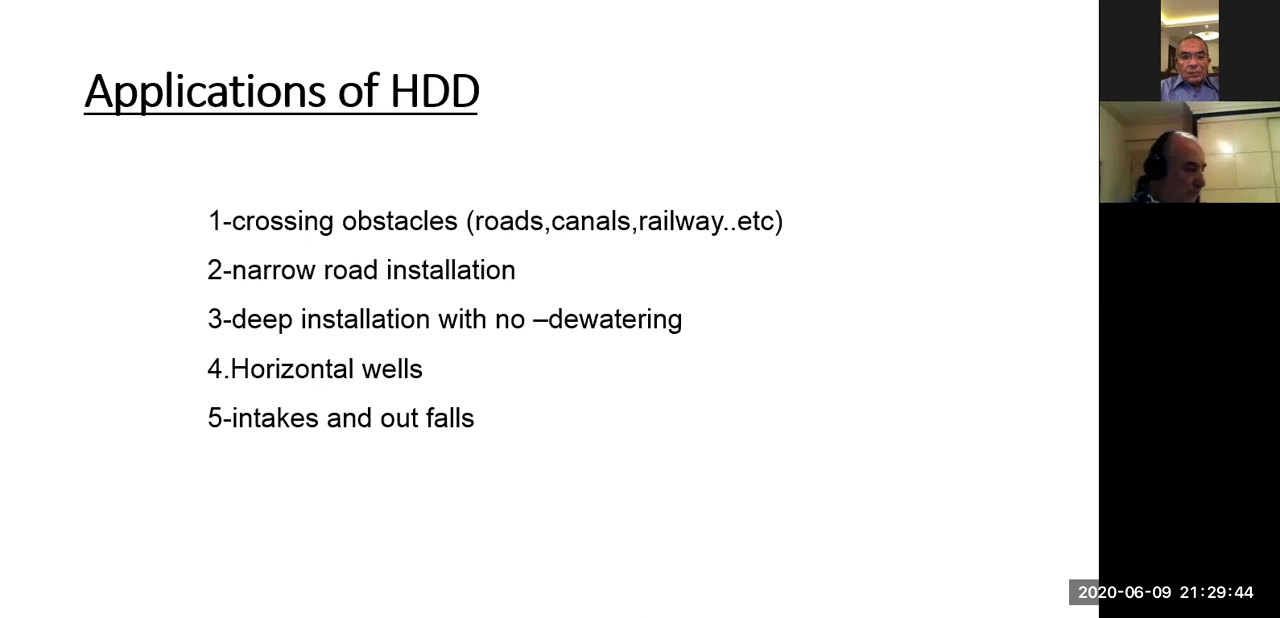 Applications of HDD
1-crossing obstacles (roads,canals,railway..etc)
2-narrow road installation
3-deep installation with no –dewatering
4.Horizontal wells
5-intakes and out falls
2020-06-09 21:29:44